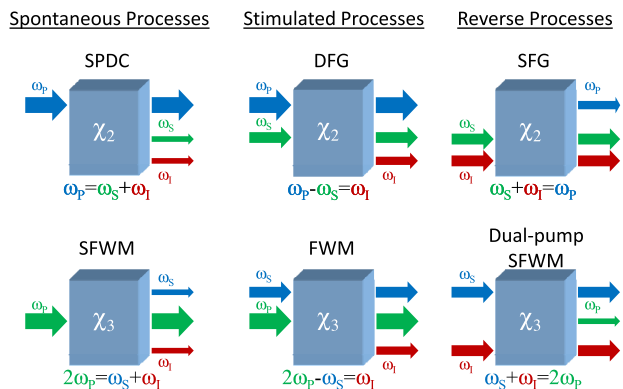 Spontaneous Processes
Stimulated Processes
Reverse Processes
SPDC
DFG
SFG
ωP
χ2
ωS
ωI
ωP=ωS+ωI
ωP
ωS
χ2
ωI
ωP-ωS=ωI
ωS
ωI
χ2
ωP
ωS+ωI=ωP
SFWM
FWM
Dual-pump
SFWM
ωP
χ3
ωS
ωI
2ωP=ωS+ωI
ωS
ωP
χ3
ωI
2ωP-ωS=ωI
ωS
ωI
χ3
ωP
ωS+ωI=2ωP